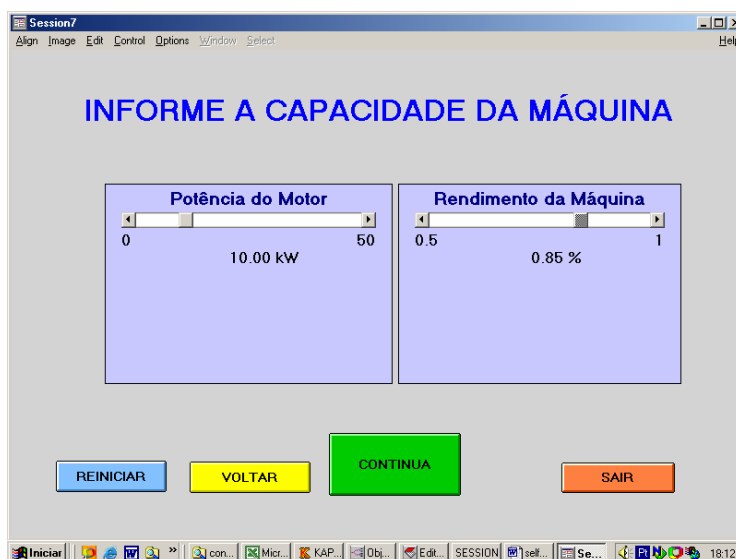 Session7
Align Image Edit Control Options Window Select Help
INFORME A CAPACIDADE DA MÁQUINA
Potência do Motor
0 50
10.00 kW
Rendimento da Máquina
0.5 1
0.85 %
REINICIAR
VOLTAR
CONTINUA
SAIR
Iniciar » con... Micr... KAP... Obj... Edit... SESSION self... Se... 18:12